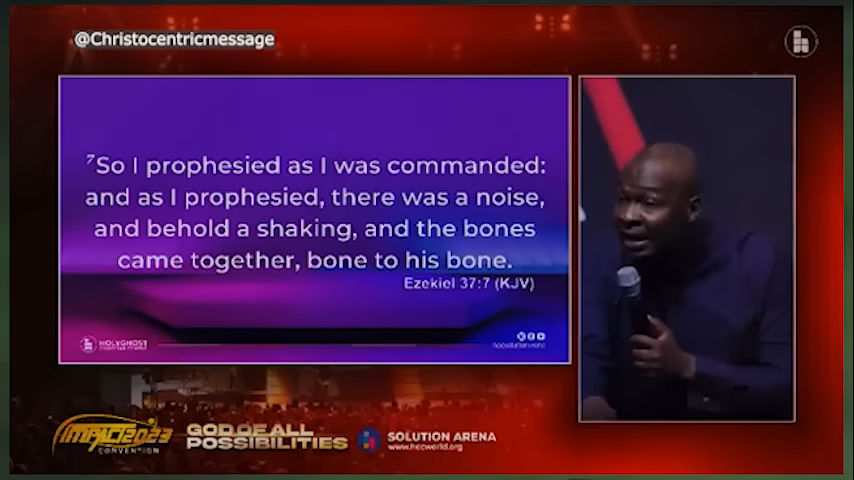 @Christocentricmessage
⁷So I prophesied as I was commanded:
and as I prophesied, there was a noise,
and behold a shaking, and the bones
came together, bone to his bone.
Ezekiel 37:7 (KJV)
HOLYGHOST
IMPACT2023
CONVENTION
GOD OF ALL
POSSIBILITIES
SOLUTION ARENA
www.hccworld.org